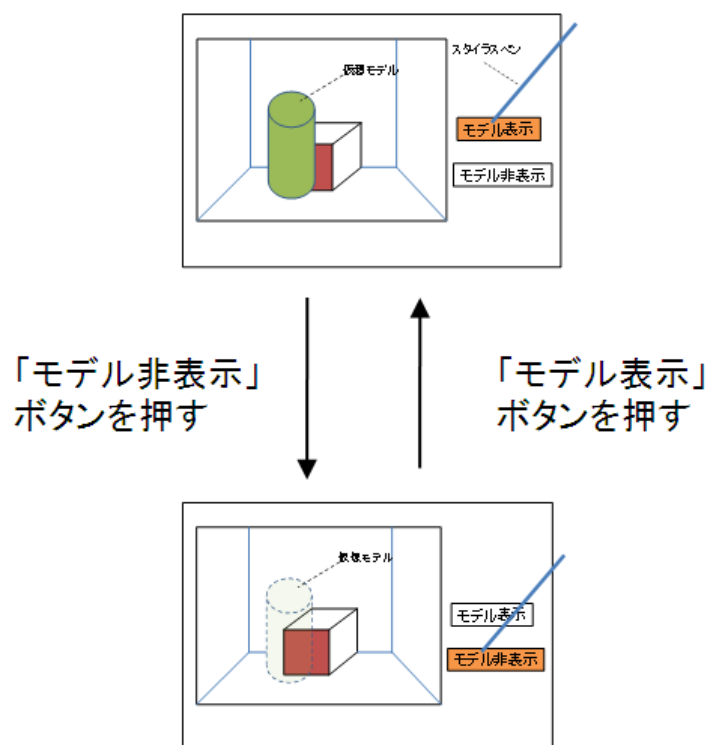 スタイラスペン
仮想モデル
モデル表示
モデル非表示
「モデル非表示」
ボタンを押す
「モデル表示」
ボタンを押す
仮想モデル
モデル表示
モデル非表示